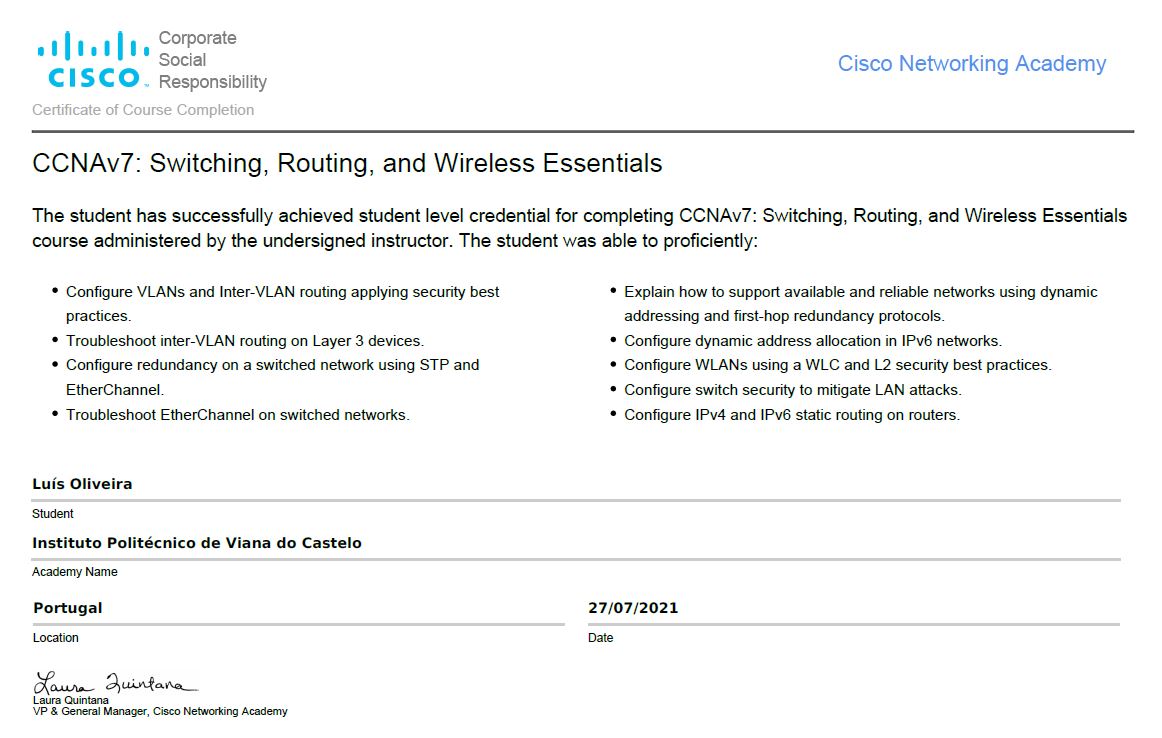 Corporate
Social
CISCO Responsibility
Cisco Networking Academy
Certificate of Course Completion
CCNAv7: Switching, Routing, and Wireless Essentials
The student has successfully achieved student level credential for completing CCNAv7: Switching, Routing, and Wireless Essentials
course administered by the undersigned instructor. The student was able to proficiently:
• Configure VLANs and Inter-VLAN routing applying security best
practices.
• Troubleshoot inter-VLAN routing on Layer 3 devices.
• Configure redundancy on a switched network using STP and
EtherChannel.
• Troubleshoot EtherChannel on switched networks.
• Explain how to support available and reliable networks using dynamic
addressing and first-hop redundancy protocols.
• Configure dynamic address allocation in IPv6 networks.
• Configure WLANs using a WLC and L2 security best practices.
• Configure switch security to mitigate LAN attacks.
• Configure IPv4 and IPv6 static routing on routers.
Luís Oliveira
Student
Instituto Politécnico de Viana do Castelo
Academy Name
Portugal
Location
27/07/2021
Date
Laura Quintana
Laura Quintana
VP & General Manager, Cisco Networking Academy